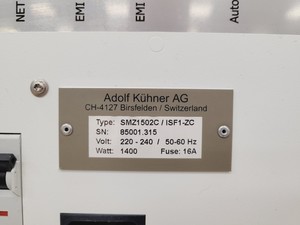 NET
EMI
EMI
Auto
Adolf Kühner AG
CH-4127 Birsfelden / Switzerland
Type: SMZ1502C / ISF1-ZC
SN: 85001.315
Volt: 220 - 240 / 50-60 Hz
Watt: 1400 Fuse: 16A